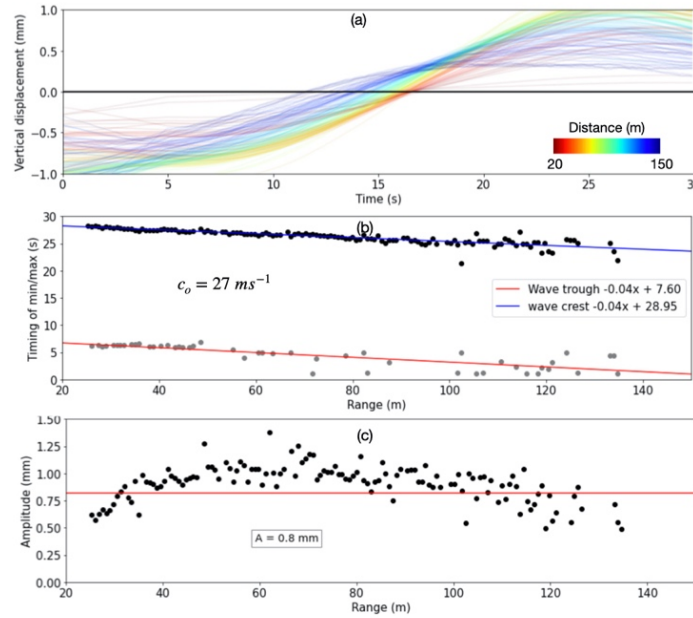 (a)
1.0
0.5
0.0
−0.5
−1.0
Vertical displacement (mm)
Distance (m)
20 150
0 5 10 15 20 25 3
Time (s)
(b)
30
25
20
15
10
5
0
Timing of min/max (s)
c_o = 27 ms^{-1}
Wave trough -0.04x + 7.60
wave crest -0.04x + 28.95
20 40 60 80 100 120 140
Range (m)
(c)
1.50
1.25
1.00
0.75
0.50
0.25
0.00
Amplitude (mm)
A = 0.8 mm
20 40 60 80 100 120 140
Range (m)